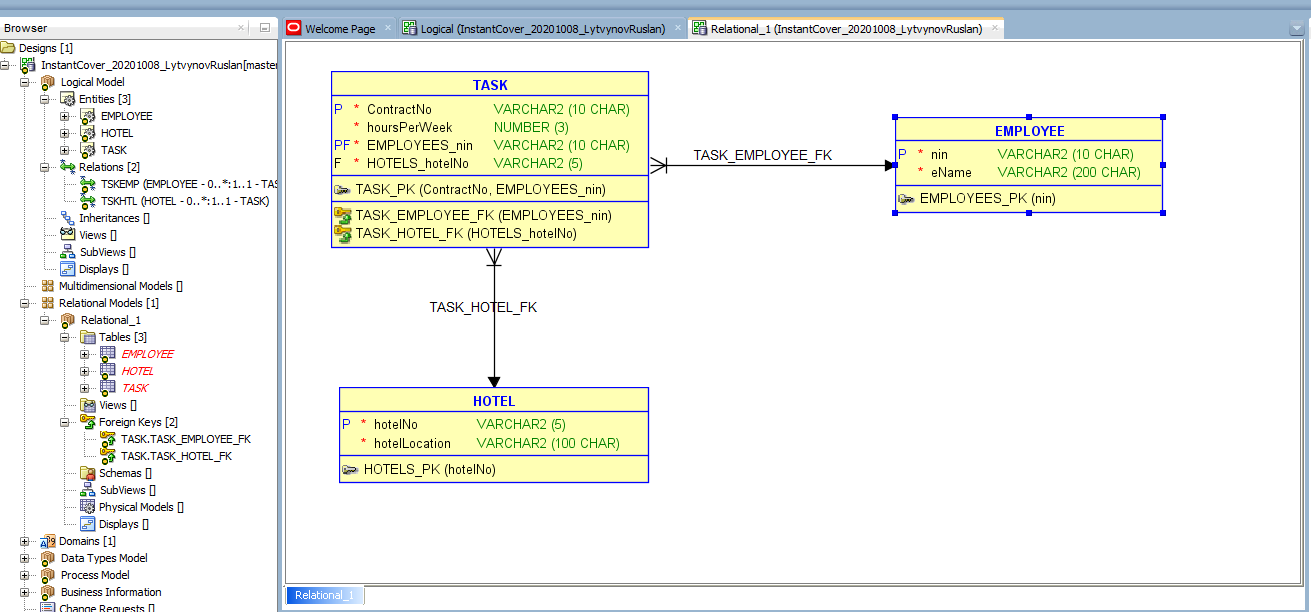 Browser
Designs [1]
InstantCover_20201008_LytvynovRuslan[master
Logical Model
Entities [3]
EMPLOYEE
HOTEL
TASK
Relations [2]
TSKEMP (EMPLOYEE - 0..*:1..1 - TAS
TSKHTL (HOTEL - 0..*:1..1 - TASK)
Inheritances []
Views []
SubViews []
Displays []
Multidimensional Models []
Relational Models [1]
Relational_1
Tables [3]
EMPLOYEE
HOTEL
TASK
Views []
Foreign Keys [2]
TASK.TASK_EMPLOYEE_FK
TASK.TASK_HOTEL_FK
Schemas []
SubViews []
Physical Models []
Displays []
Domains [1]
Data Types Model
Process Model
Business Information
Change Requests []
Welcome Page
Logical (InstantCover_20201008_LytvynovRuslan)
Relational_1 (InstantCover_20201008_LytvynovRuslan)
TASK
P * ContractNo VARCHAR2 (10 CHAR)
* hoursPerWeek NUMBER (3)
PF * EMPLOYEES_nin VARCHAR2 (10 CHAR)
F * HOTELS_hotelNo VARCHAR2 (5)
TASK_PK (ContractNo, EMPLOYEES_nin)
TASK_EMPLOYEE_FK (EMPLOYEES_nin)
TASK_HOTEL_FK (HOTELS_hotelNo)
TASK_EMPLOYEE_FK
EMPLOYEE
P * nin VARCHAR2 (10 CHAR)
* eName VARCHAR2 (200 CHAR)
EMPLOYEES_PK (nin)
TASK_HOTEL_FK
HOTEL
P * hotelNo VARCHAR2 (5)
* hotelLocation VARCHAR2 (100 CHAR)
HOTELS_PK (hotelNo)
Relational_1